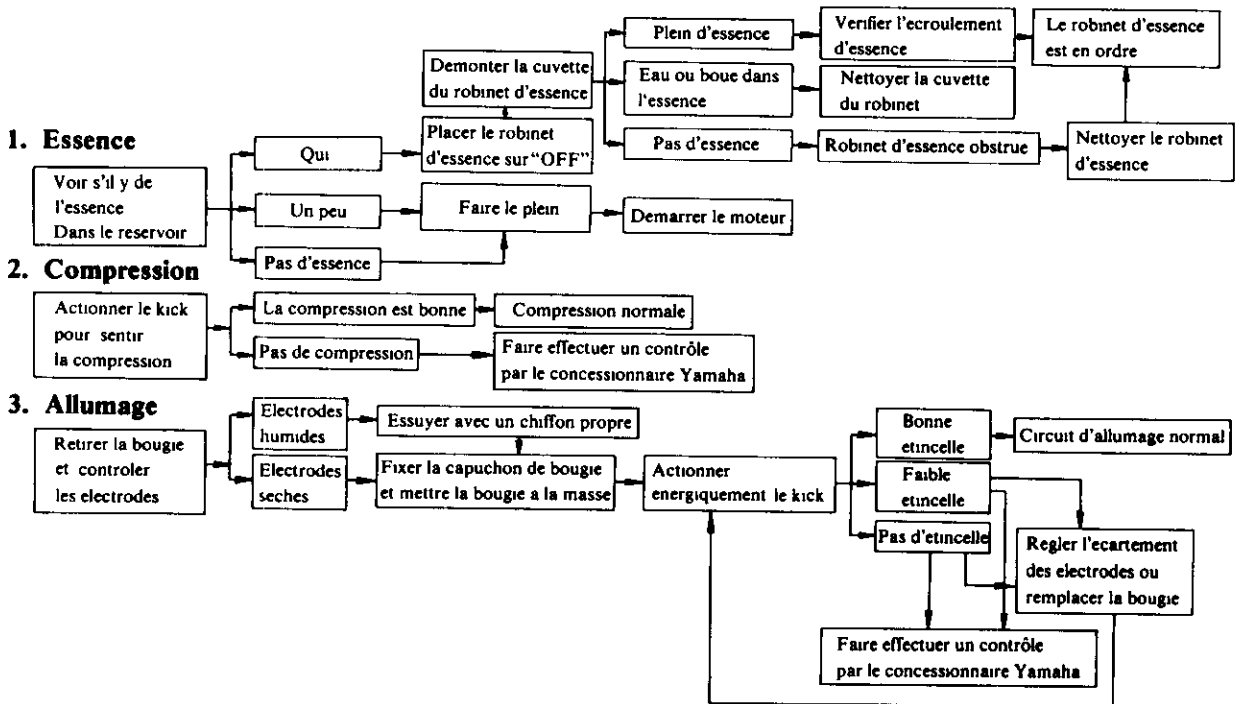 1. Essence
Voir s'il y de
l'essence
Dans le reservoir
Qui
Un peu
Pas d'essence
Placer le robinet
d'essence sur "OFF"
Demonter la cuvette
du robinet d'essence
Plein d'essence
Verifier l'ecroulement
d'essence
Le robinet d'essence
est en ordre
Eau ou boue dans
l'essence
Nettoyer la cuvette
du robinet
Pas d'essence
Robinet d'essence obstrue
Nettoyer le robinet
d'essence
Faire le plein
Demarrer le moteur
2. Compression
Actionner le kick
pour sentir
la compression
La compression est bonne
Compression normale
Pas de compression
Faire effectuer un contrôle
par le concessionnaire Yamaha
3. Allumage
Retirer la bougie
et controler
les electrodes
Electrodes
humides
Essuyer avec un chiffon propre
Electrodes
seches
Fixer la capuchon de bougie
et mettre la bougie a la masse
Actionner
energiquement le kick
Bonne
etincelle
Circuit d'allumage normal
Faible
etincelle
Pas d'etincelle
Regler l'ecartement
des electrodes ou
remplacer la bougie
Faire effectuer un contrôle
par le concessionnaire Yamaha